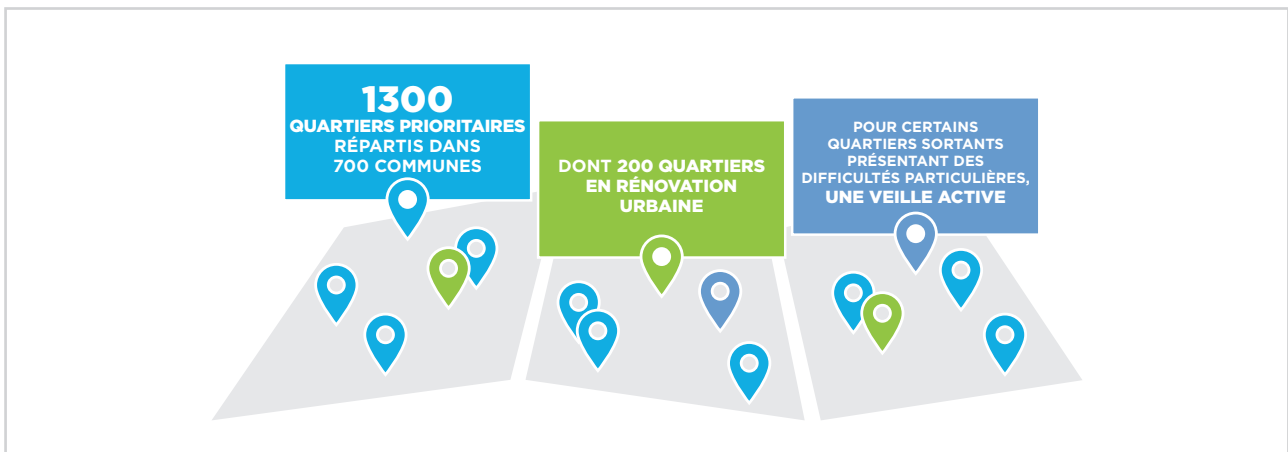 1300
QUARTIERS PRIORITAIRES
RÉPARTIS DANS
700 COMMUNES
DONT 200 QUARTIERS
EN RÉNOVATION
URBAINE
POUR CERTAINS
QUARTIERS SORTANTS
PRÉSENTANT DES
DIFFICULTÉS PARTICULIÈRES,
UNE VEILLE ACTIVE